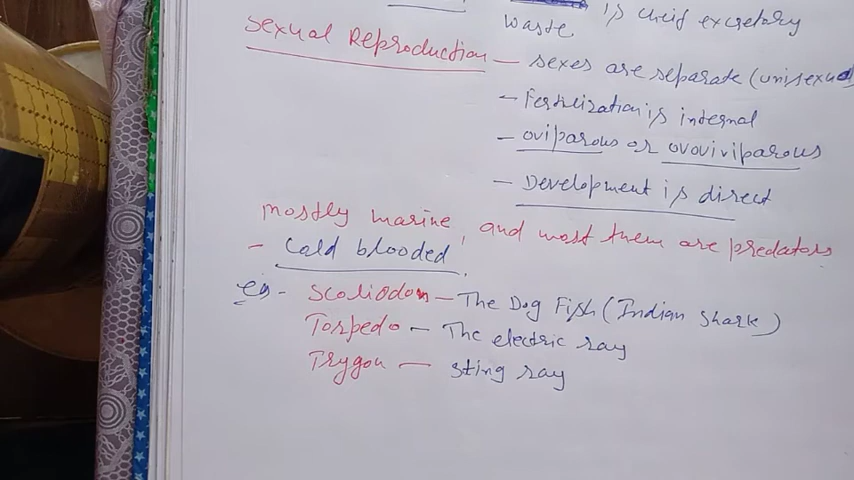 is cheif excretory
waste.
Sexual Reproduction — sexes are separate (unisexual)
- Fertilization is internal
- oviparous or ovoviviparous
- Development is direct
mostly marine, and most them are predators
- Cold blooded
eg - Scoliodon — The Dog Fish (Indian Shark)
Torpedo — The electric ray
Trygon — sting ray